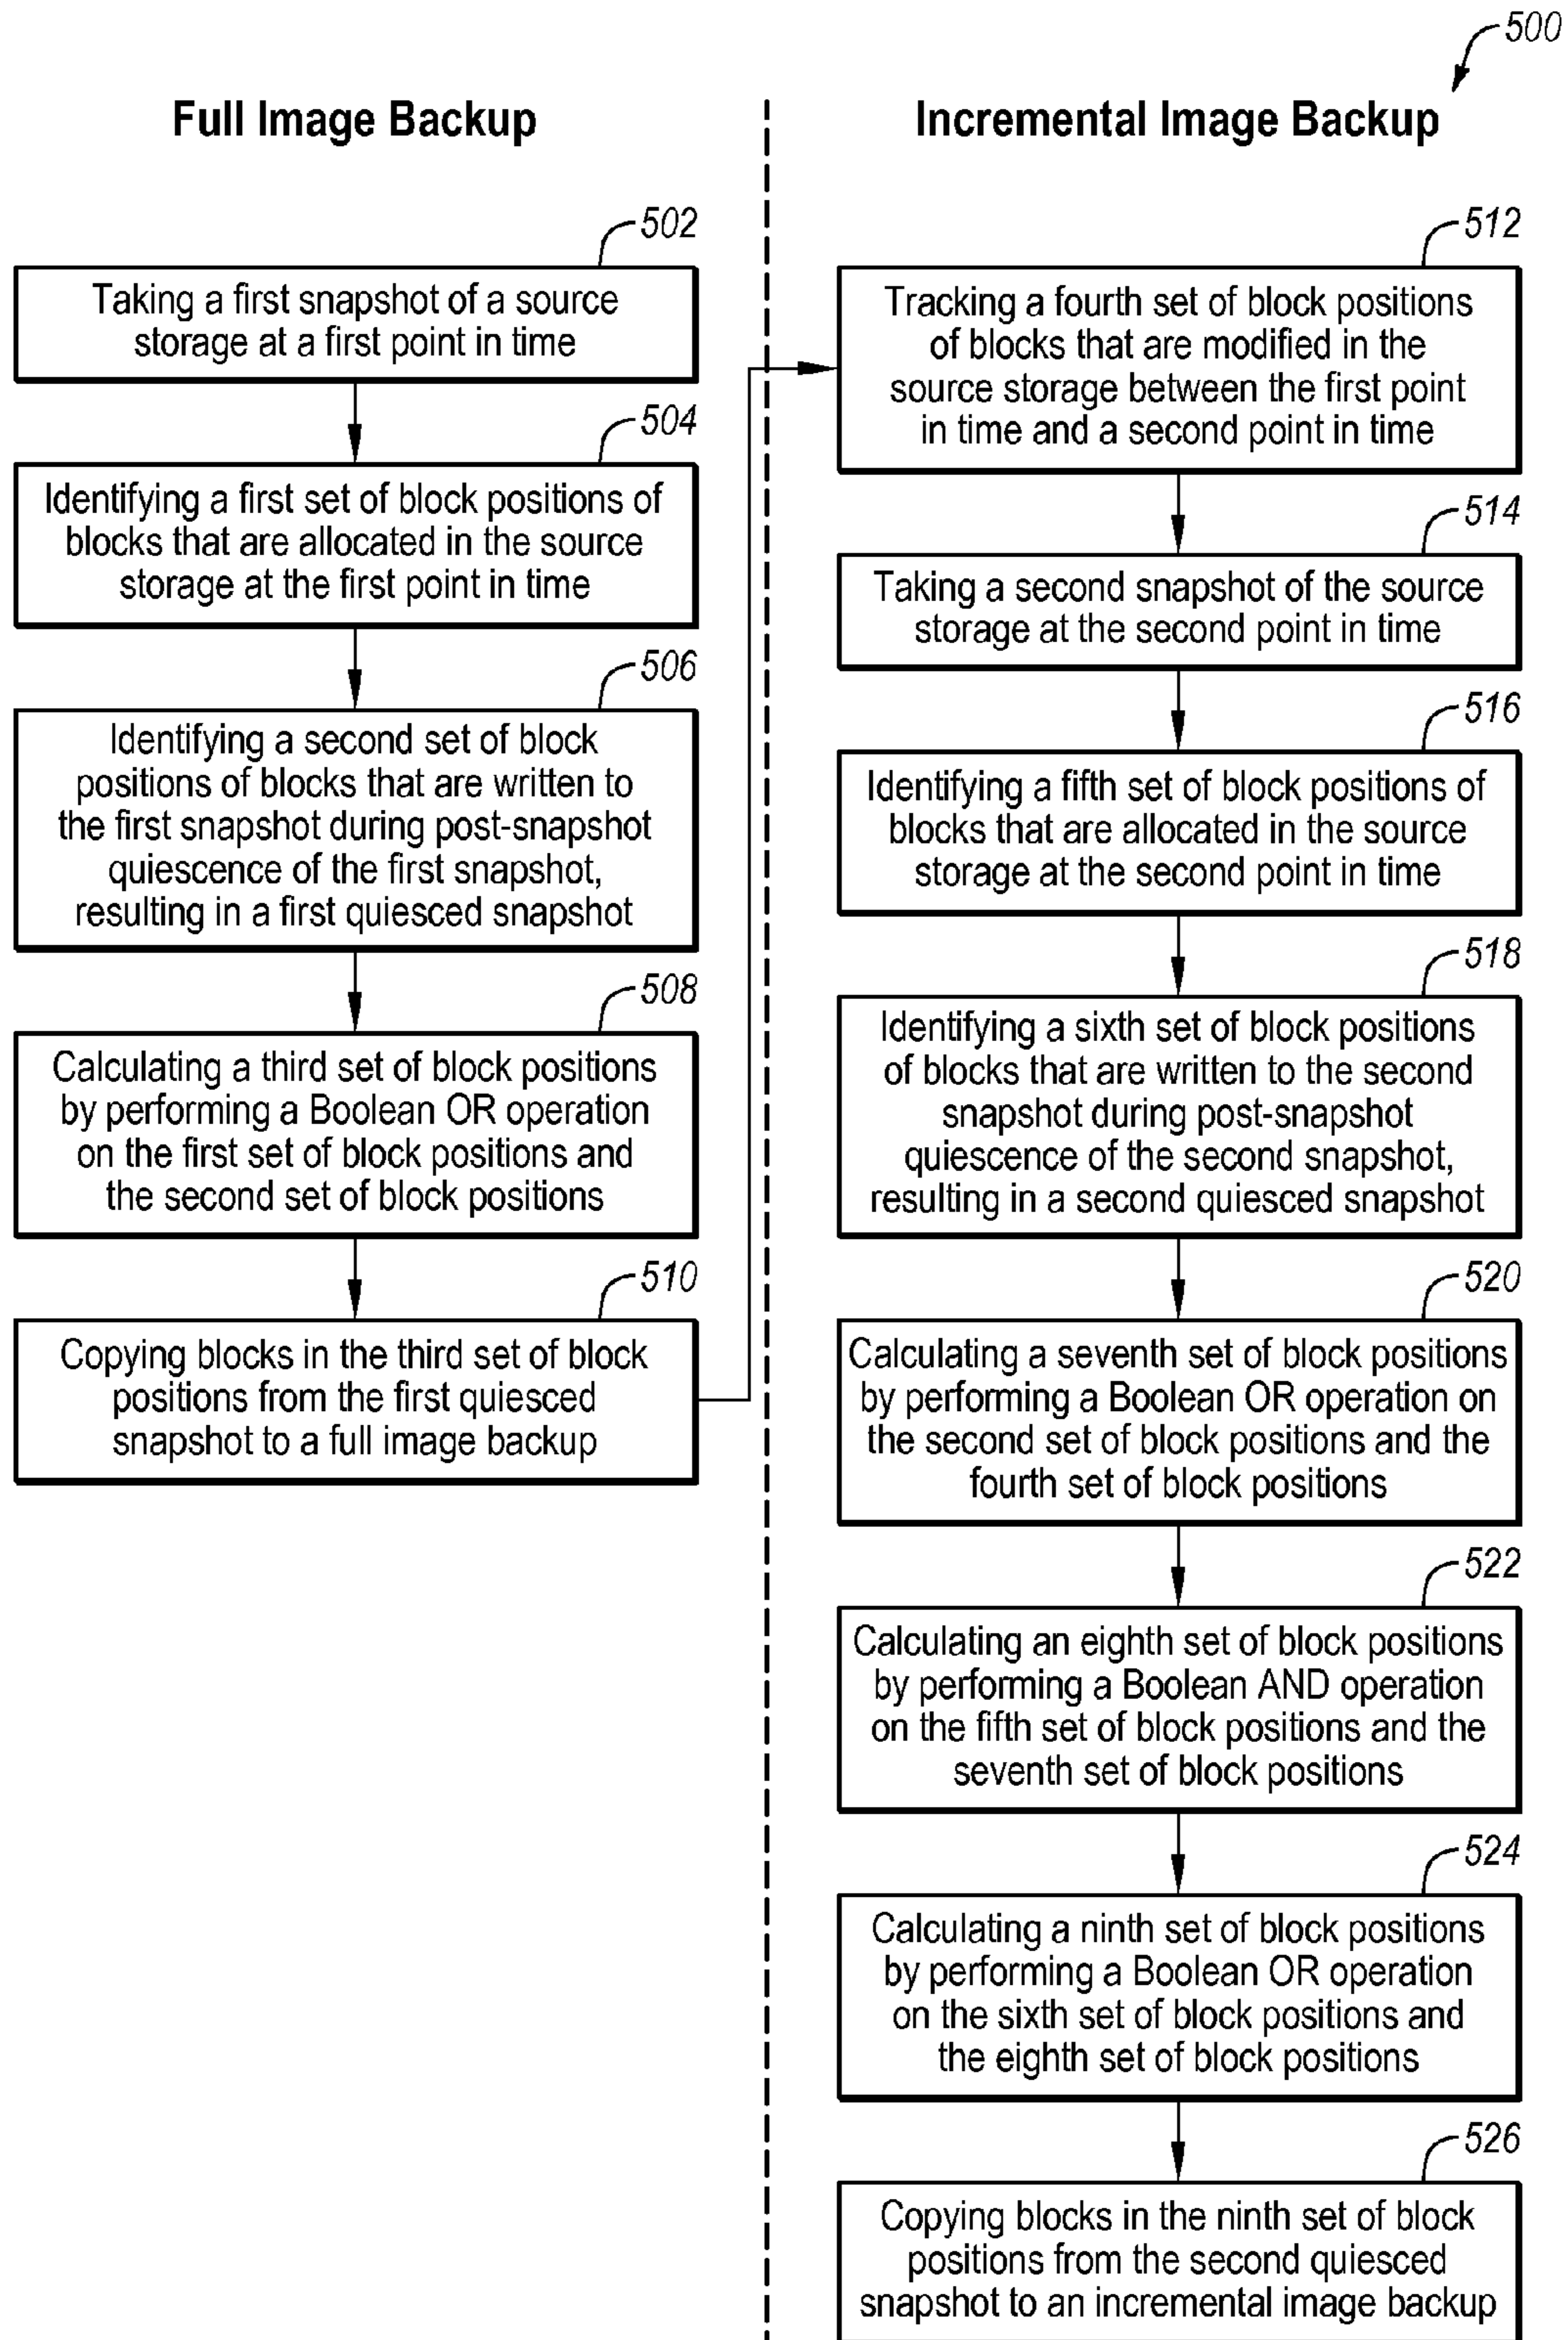 500
Full Image Backup
502
Taking a first snapshot of a source
storage at a first point in time
504
Identifying a first set of block positions of
blocks that are allocated in the source
storage at the first point in time
506
Identifying a second set of block
positions of blocks that are written to
the first snapshot during post-snapshot
quiescence of the first snapshot,
resulting in a first quiesced snapshot
508
Calculating a third set of block positions
by performing a Boolean OR operation
on the first set of block positions and
the second set of block positions
510
Copying blocks in the third set of block
positions from the first quiesced
snapshot to a full image backup
Incremental Image Backup
512
Tracking a fourth set of block positions
of blocks that are modified in the
source storage between the first point
in time and a second point in time
514
Taking a second snapshot of the source
storage at the second point in time
516
Identifying a fifth set of block positions of
blocks that are allocated in the source
storage at the second point in time
518
Identifying a sixth set of block positions
of blocks that are written to the second
snapshot during post-snapshot
quiescence of the second snapshot,
resulting in a second quiesced snapshot
520
Calculating a seventh set of block positions
by performing a Boolean OR operation on
the second set of block positions and the
fourth set of block positions
522
Calculating an eighth set of block positions
by performing a Boolean AND operation
on the fifth set of block positions and the
seventh set of block positions
524
Calculating a ninth set of block positions
by performing a Boolean OR operation
on the sixth set of block positions and
the eighth set of block positions
526
Copying blocks in the ninth set of block
positions from the second quiesced
snapshot to an incremental image backup